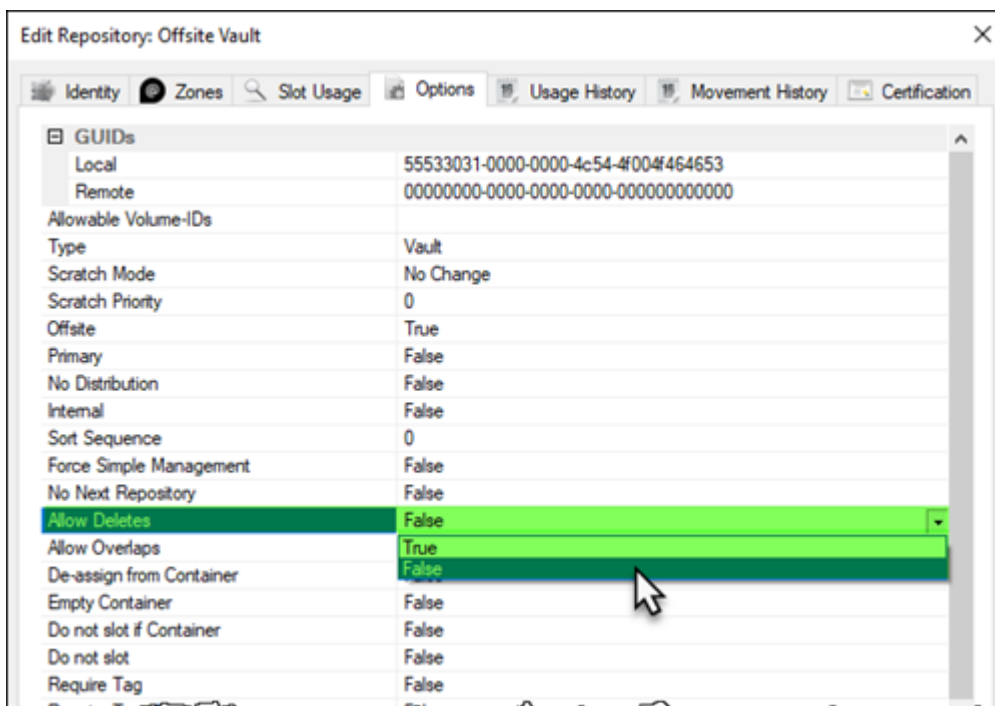 Edit Repository: Offsite Vault
Identity Zones Slot Usage Options Usage History Movement History Certification
GUIDs
Local 55533031-0000-0000-4c54-4f004f464653
Remote 00000000-0000-0000-0000-000000000000
Allowable Volume-IDs
Type Vault
Scratch Mode No Change
Scratch Priority 0
Offsite True
Primary False
No Distribution False
Internal False
Sort Sequence 0
Force Simple Management False
No Next Repository False
Allow Deletes False
Allow Overlaps True
De-assign from Container False
Empty Container False
Do not slot if Container False
Do not slot False
Require Tag False